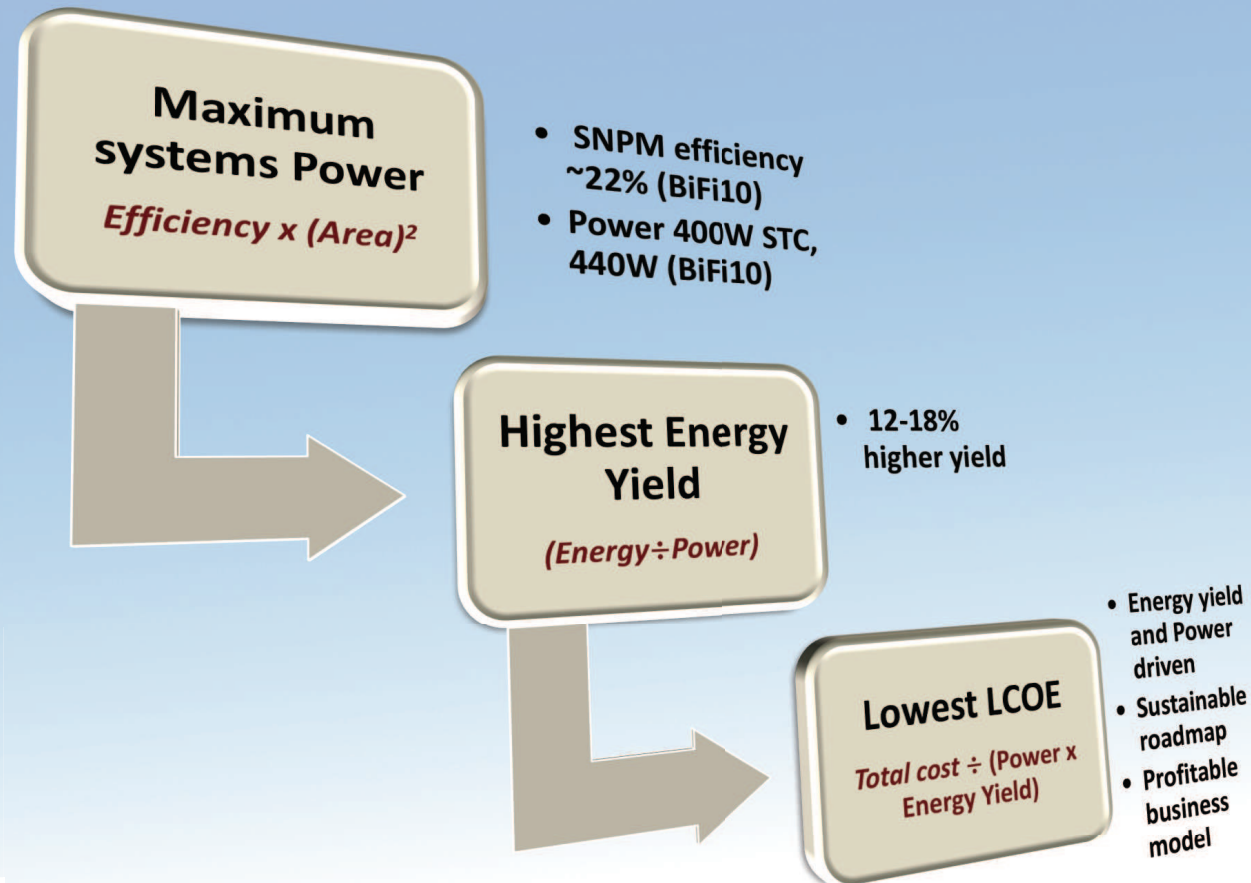 Maximum
systems Power
Efficiency x (Area)²
• SNPM efficiency
~22% (BiFi10)
• Power 400W STC,
440W (BiFi10)
Highest Energy
Yield
(Energy÷Power)
• 12-18%
higher yield
Lowest LCOE
Total cost ÷ (Power x
Energy Yield)
• Energy yield
and Power
driven
• Sustainable
roadmap
• Profitable
business
model